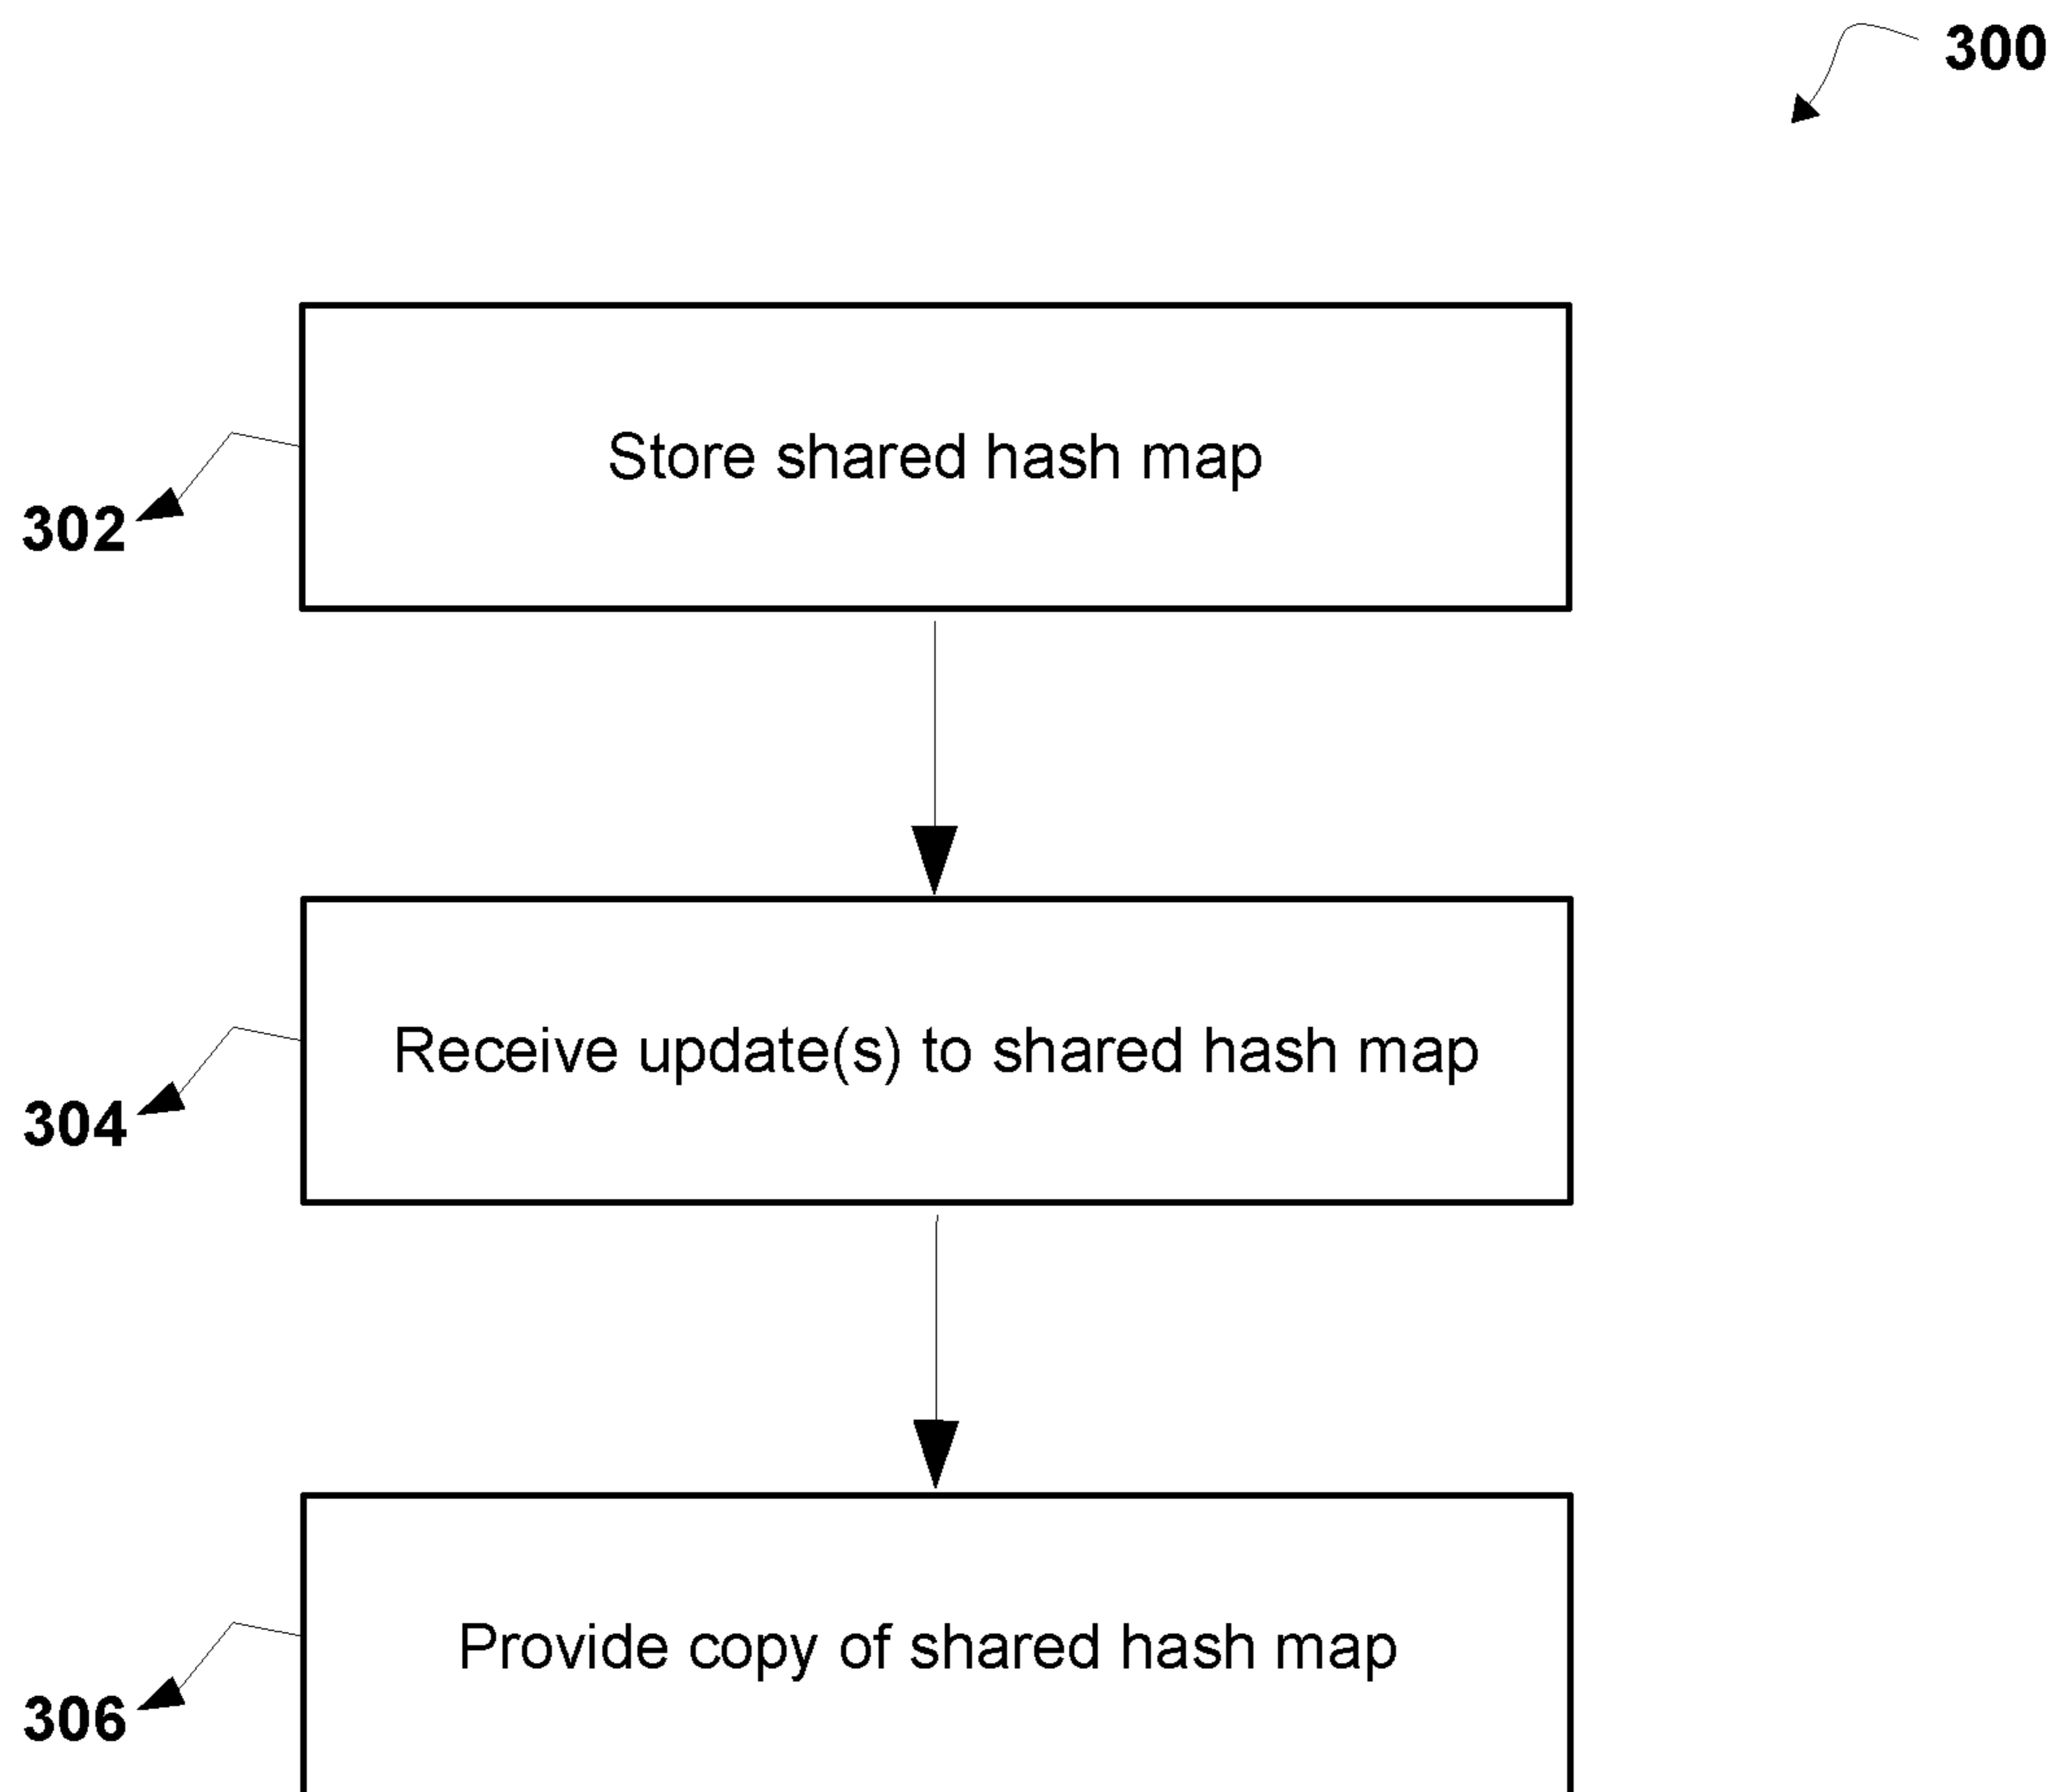 300
Store shared hash map
302
Receive update(s) to shared hash map
304
Provide copy of shared hash map
306